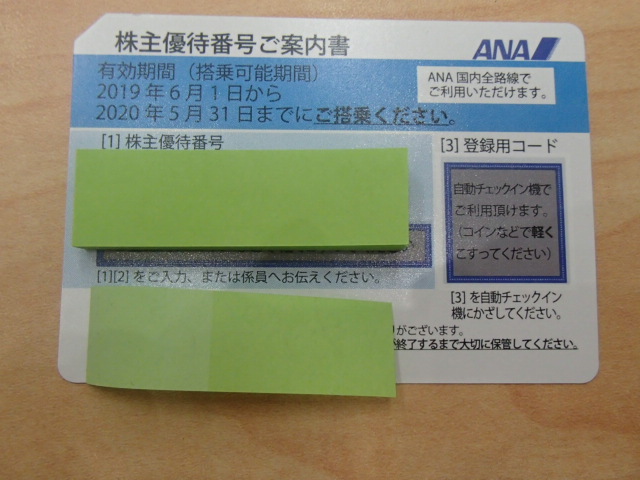 株主優待番号ご案内書
ANA
有効期間（搭乗可能期間）
2019年6月1日から
2020年5月31日までにご搭乗ください。
ANA国内全路線で
ご利用いただけます。
[1] 株主優待番号
[3] 登録用コード
自動チェックイン機で
ご利用頂けます。
（コインなどで軽く
こすってください）
[1][2] をご入力、または係員へお伝えください。
[3] を自動チェックイン
機にかざしてください。
がございます。
が終了するまで大切に保管してください。